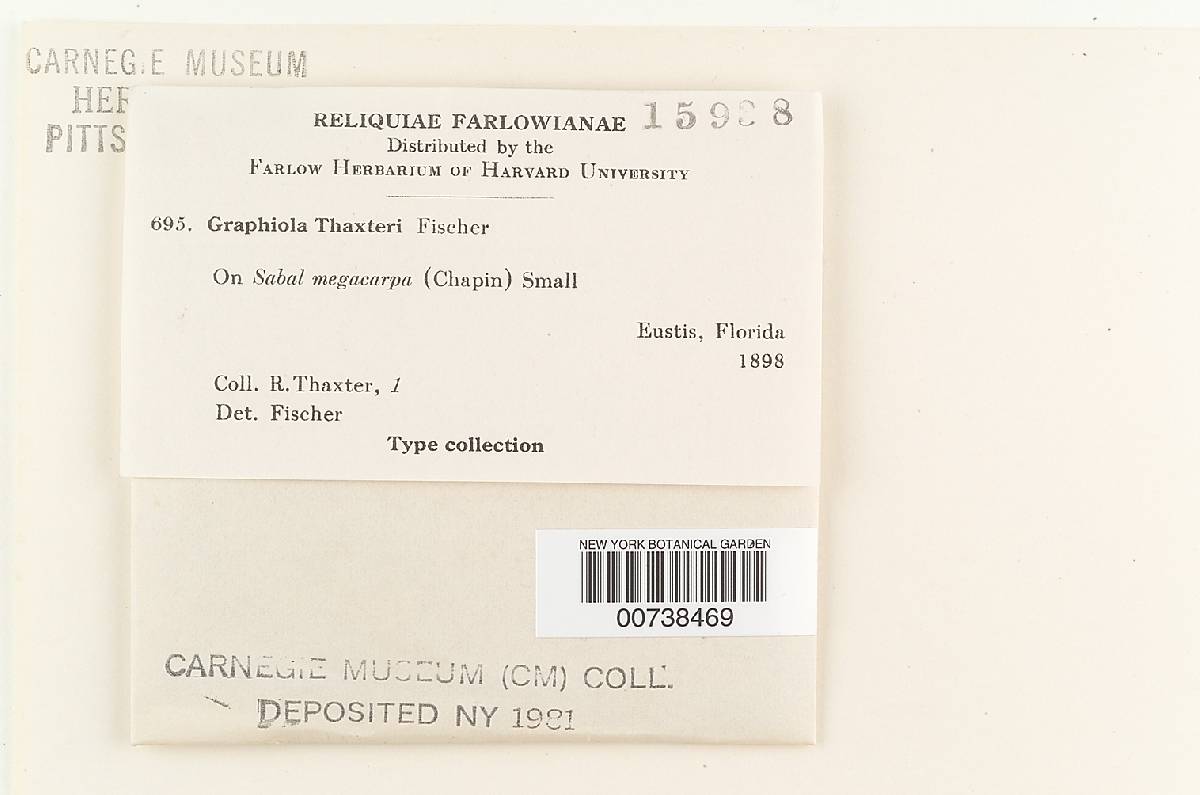 CARNEGIE MUSEUM
HER
PITTS
RELIQUIAE FARLOWIANAE
Distributed by the
FARLOW HERBARIUM OF HARVARD UNIVERSITY
695. Graphiola Thaxteri Fischer
On Sabal megacarpa (Chapin) Small
Eustis, Florida
1898
Coll. R. Thaxter, 1
Det. Fischer
Type collection
NEW YORK BOTANICAL GARDEN
00738469
CARNEGIE MUSEUM (CM) COLL.
DEPOSITED NY 1981